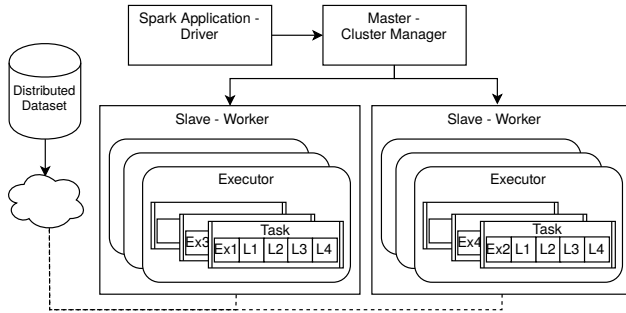 Spark Application -
Driver
Master -
Cluster Manager
Distributed
Dataset
Slave - Worker
Executor
Task
Ex3
Ex1 L1 L2 L3 L4
Slave - Worker
Executor
Task
Ex4
Ex2 L1 L2 L3 L4